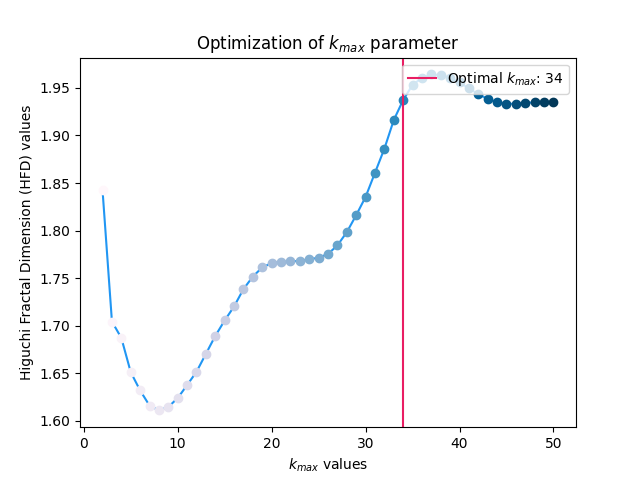 Optimization of k_max parameter
Optimal k_max: 34
Higuchi Fractal Dimension (HFD) values
1.95
1.90
1.85
1.80
1.75
1.70
1.65
1.60
0 10 20 30 40 50
k_max values